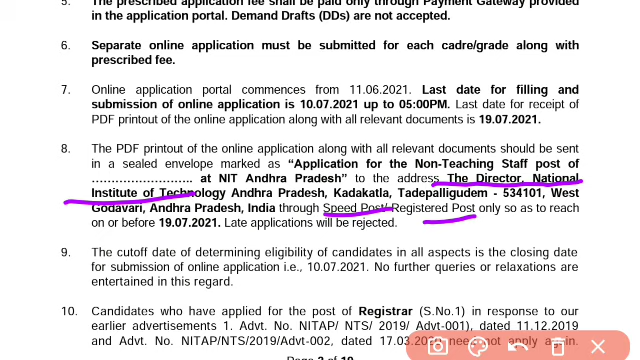 5. The prescribed application fee shall be paid only through Payment Gateway provided
in the application portal. Demand Drafts (DDs) are not accepted.
6. Separate online application must be submitted for each cadre/grade along with
prescribed fee.
7. Online application portal commences from 11.06.2021. Last date for filling and
submission of online application is 10.07.2021 up to 05:00PM. Last date for receipt of
PDF printout of the online application along with all relevant documents is 19.07.2021.
8. The PDF printout of the online application along with all relevant documents should be sent
in a sealed envelope marked as “Application for the Non-Teaching Staff post of
…………………….. at NIT Andhra Pradesh” to the address The Director, National
Institute of Technology Andhra Pradesh, Kadakatla, Tadepalligudem - 534101, West
Godavari, Andhra Pradesh, India through Speed Post/ Registered Post only so as to reach
on or before 19.07.2021. Late applications will be rejected.
9. The cutoff date of determining eligibility of candidates in all aspects is the closing date
for submission of online application i.e., 10.07.2021. No further queries or relaxations are
entertained in this regard.
10. Candidates who have applied for the post of Registrar (S.No.1) in response to our
earlier advertisements 1. Advt. No. NITAP/ NTS/ 2019/ Advt-001), dated 11.12.2019
and Advt. No. NITAP/NTS/2019/Advt-002, dated 17.03.2020 need not apply again.